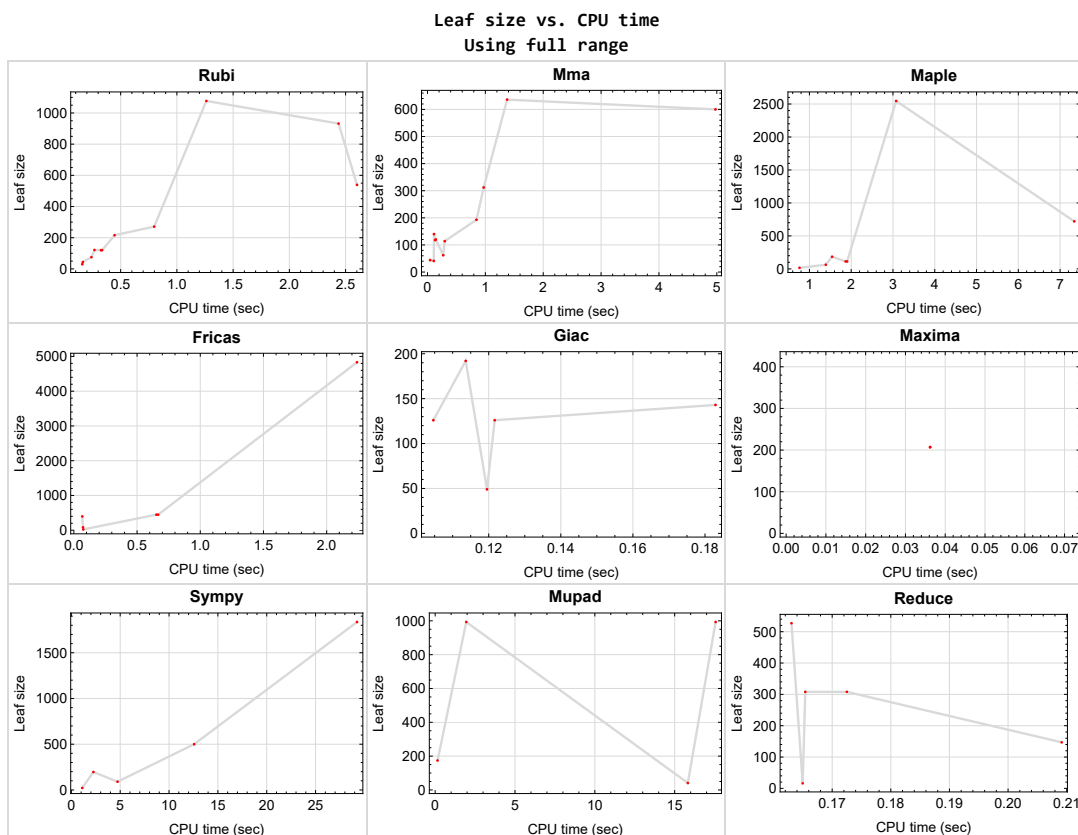 Leaf size vs. CPU time
Using full range
Rubi
Leaf size
1000
800
600
400
200
0
0.5 1.0 1.5 2.0 2.5
CPU time (sec)
Mma
Leaf size
600
500
400
300
200
100
0
0 1 2 3 4 5
CPU time (sec)
Maple
Leaf size
2500
2000
1500
1000
500
0
1 2 3 4 5 6 7
CPU time (sec)
Fricas
Leaf size
5000
4000
3000
2000
1000
0
0.0 0.5 1.0 1.5 2.0
CPU time (sec)
Giac
Leaf size
200
150
100
50
0
0.12 0.14 0.16 0.18
CPU time (sec)
Maxima
Leaf size
400
300
200
100
0
0.00 0.01 0.02 0.03 0.04 0.05 0.06 0.07
CPU time (sec)
Sympy
Leaf size
1500
1000
500
0
0 5 10 15 20 25
CPU time (sec)
Mupad
Leaf size
1000
800
600
400
200
0
0 5 10 15
CPU time (sec)
Reduce
Leaf size
500
400
300
200
100
0
0.17 0.18 0.19 0.20 0.21
CPU time (sec)